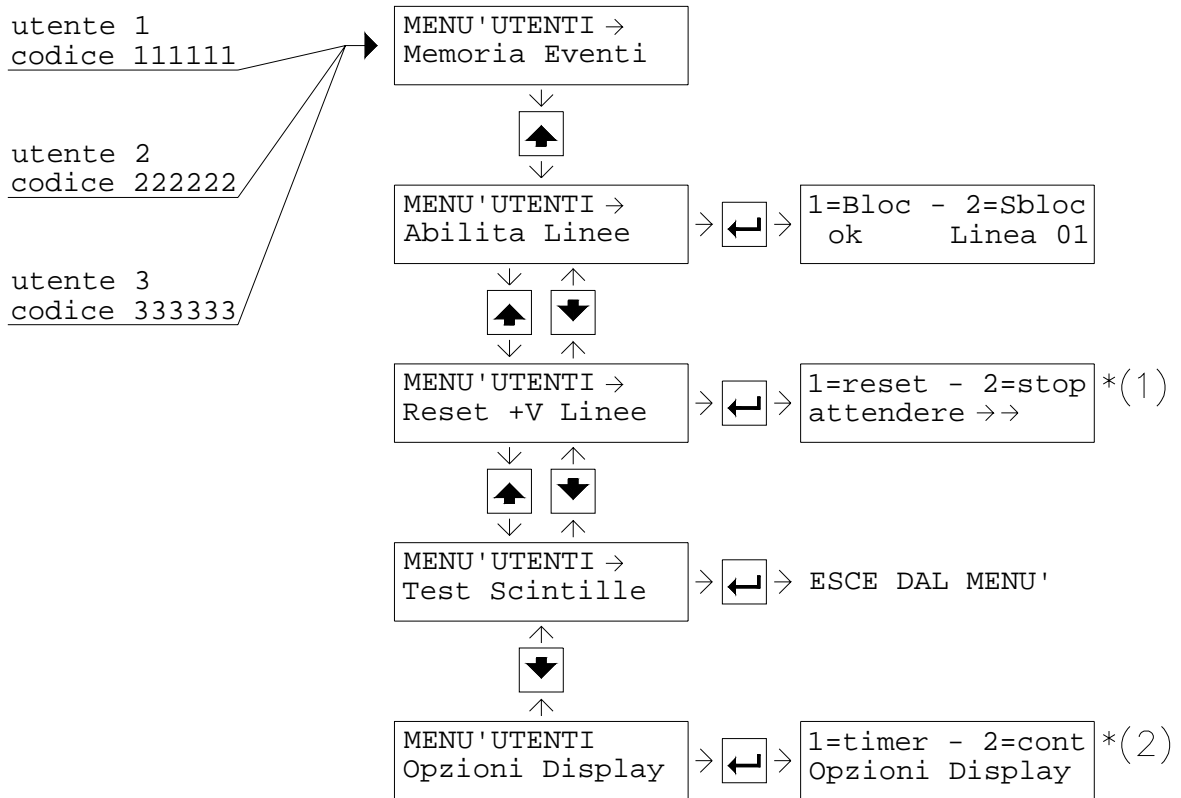 utente 1
codice 111111
utente 2
codice 222222
utente 3
codice 333333
MENU'UTENTI →
Memoria Eventi
MENU'UTENTI →
Abilita Linee
1=Bloc - 2=Sbloc
ok Linea 01
MENU'UTENTI →
Reset +V Linee
1=reset - 2=stop
attendere →→
*(1)
MENU'UTENTI →
Test Scintille
ESCE DAL MENU'
MENU'UTENTI
Opzioni Display
1=timer - 2=cont
Opzioni Display
*(2)